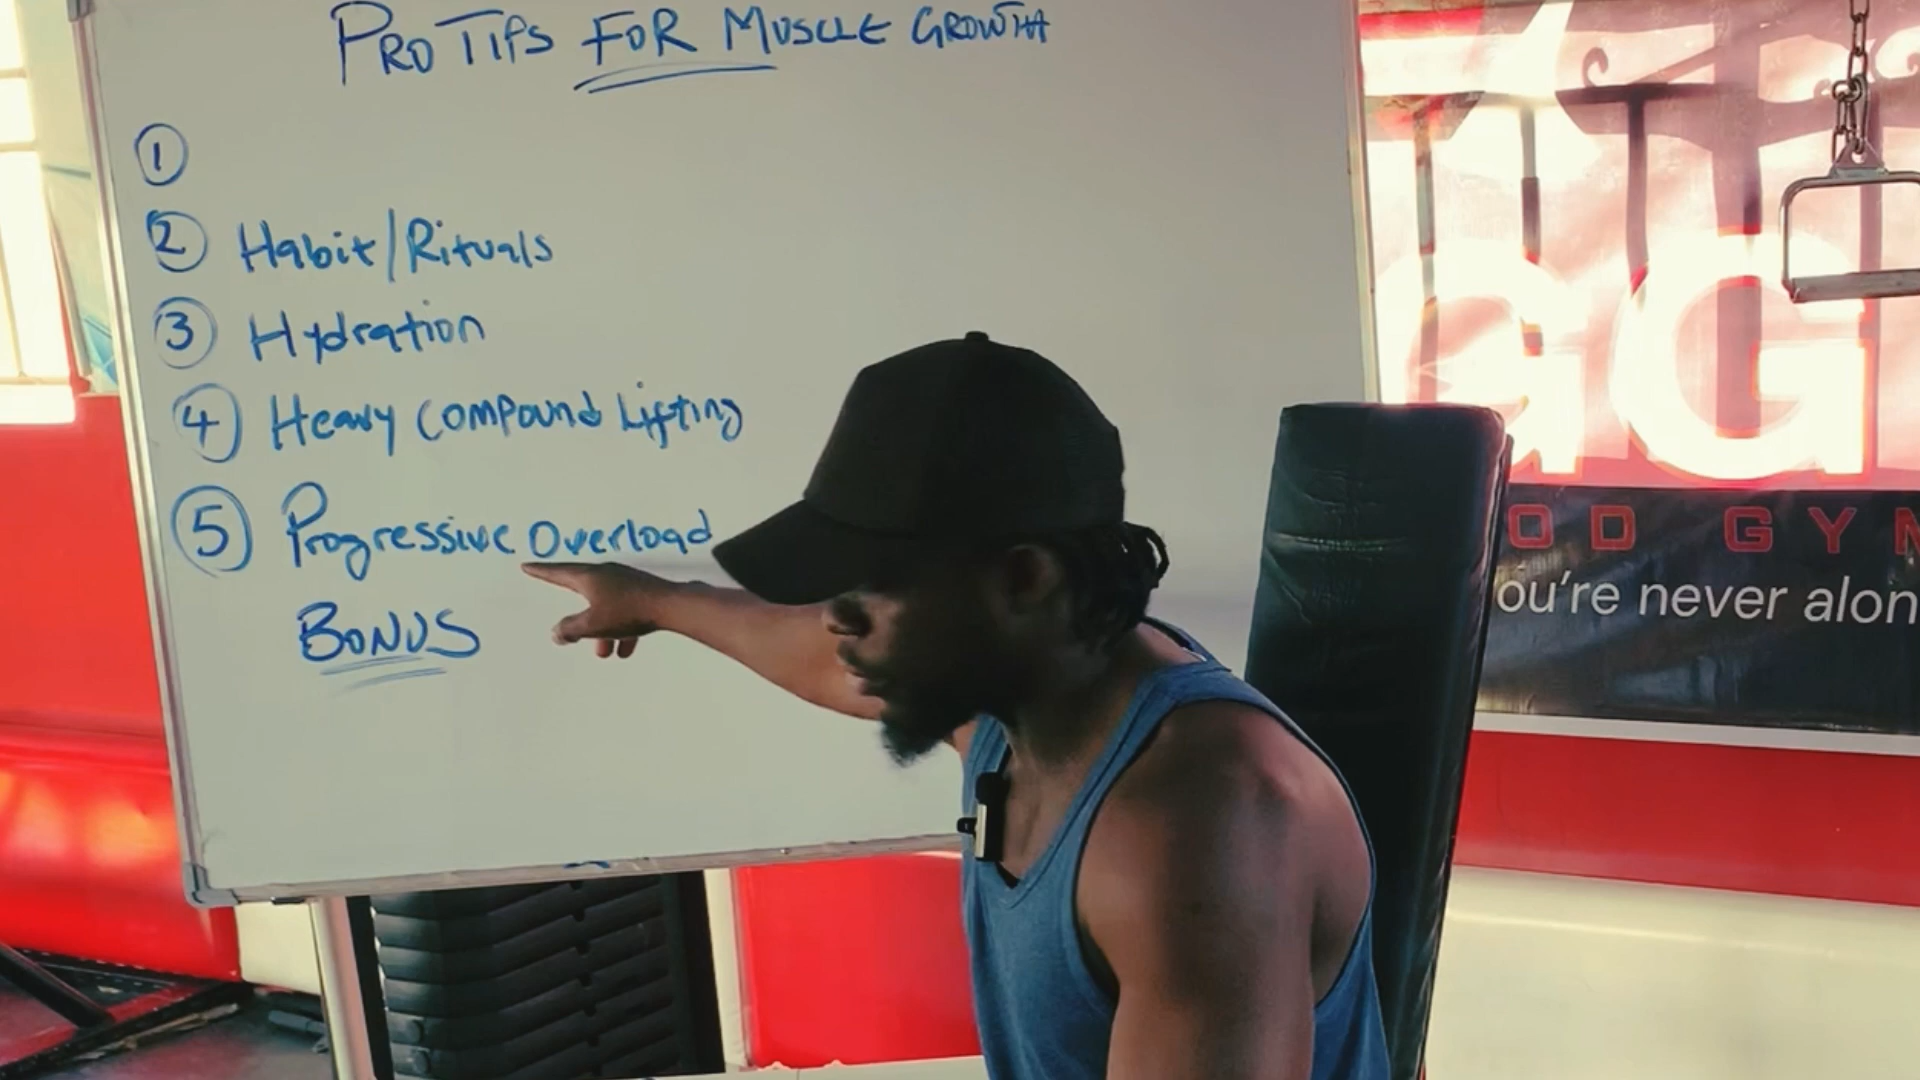 PRO TIPS FOR MUSCLE GROWTH
1
2 Habit/Rituals
3 Hydration
4 Heavy Compound Lifting
5 Progressive Overload
BONUS
GG
OD GYM
ou're never alon